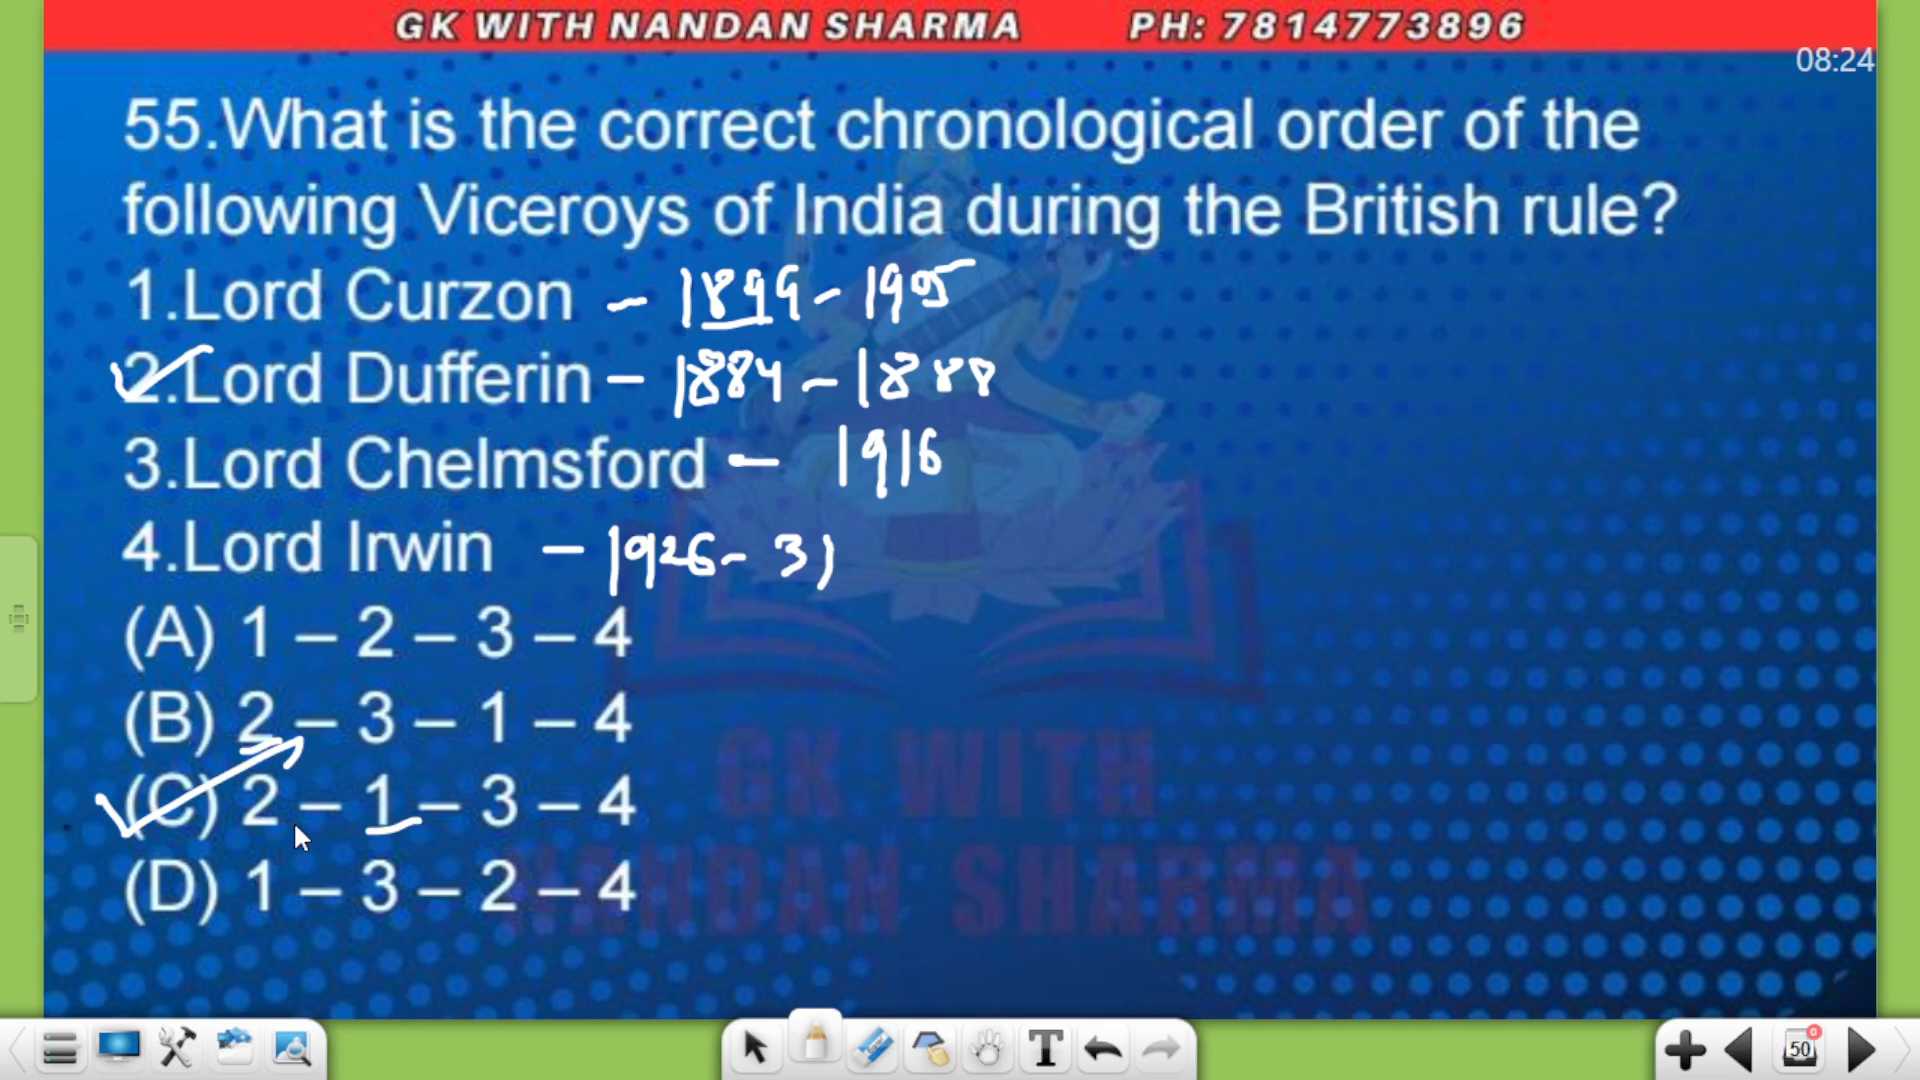 GK WITH NANDAN SHARMA PH: 7814773896
08:24
55.What is the correct chronological order of the
following Viceroys of India during the British rule?
1.Lord Curzon – 1899 – 1905
2.Lord Dufferin – 1884 – 1888
3.Lord Chelmsford – 1916
4.Lord Irwin – 1926 - 31
(A) 1 – 2 – 3 – 4
(B) 2 – 3 – 1 – 4
(C) 2 – 1 – 3 – 4
(D) 1 – 3 – 2 – 4
GK WITH
NANDAN SHARMA
T
0
50